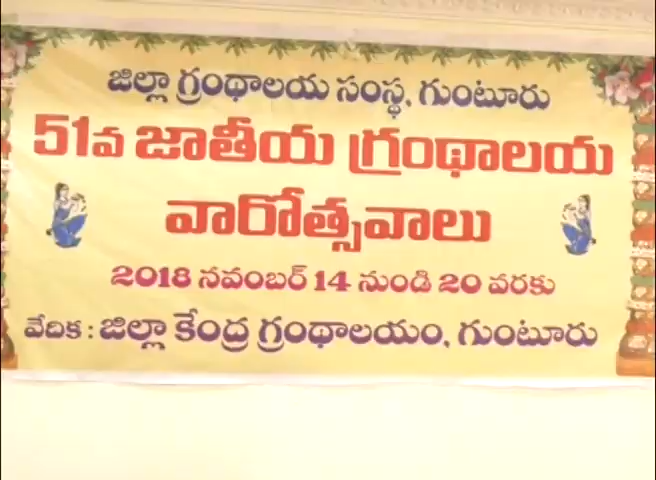 జిల్లా గ్రంథాలయ సంస్థ, గుంటూరు
51వ జాతీయ గ్రంథాలయ
వారోత్సవాలు
2018 నవంబర్ 14 నుండి 20 వరకు
వేదిక : జిల్లా కేంద్ర గ్రంథాలయం, గుంటూరు